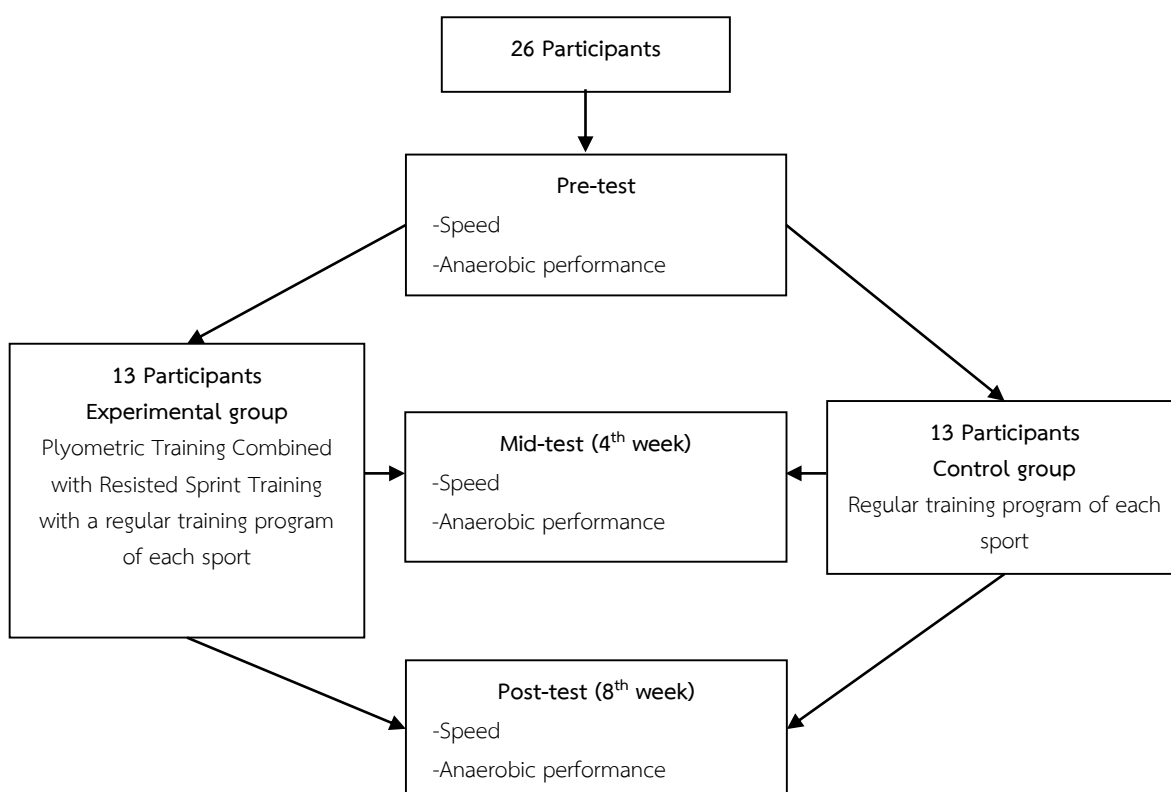 26 Participants
Pre-test
-Speed
-Anaerobic performance
13 Participants
Experimental group
Plyometric Training Combined
with Resisted Sprint Training
with a regular training program
of each sport
Mid-test (4th week)
-Speed
-Anaerobic performance
13 Participants
Control group
Regular training program of each
sport
Post-test (8th week)
-Speed
-Anaerobic performance